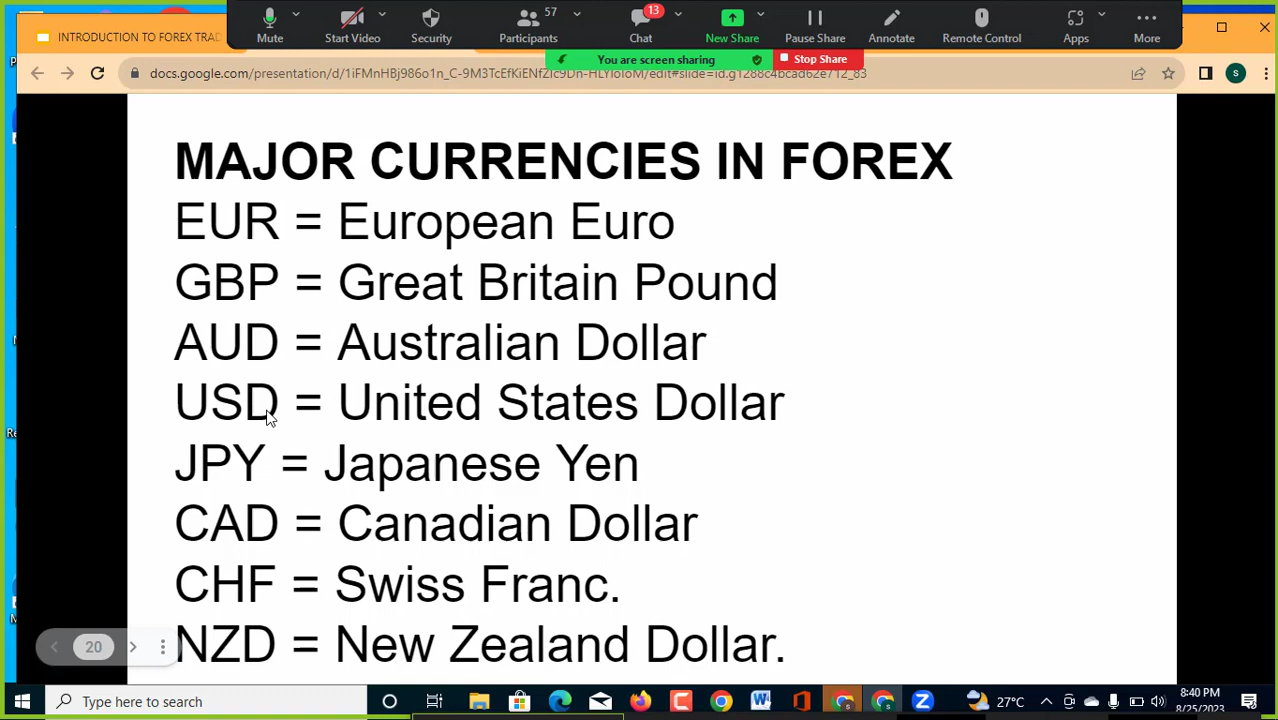 57
13
Mute
Start Video
Security
Participants
Chat
New Share
Pause Share
Annotate
Remote Control
Apps
More
INTRODUCTION TO FOREX TRAD
You are screen sharing
Stop Share
S
MAJOR CURRENCIES IN FOREX
EUR = European Euro
GBP = Great Britain Pound
AUD = Australian Dollar
USD = United States Dollar
JPY = Japanese Yen
CAD = Canadian Dollar
CHF = Swiss Franc.
NZD = New Zealand Dollar.
20
Type here to search
27°C
8:40 PM
8/25/2023